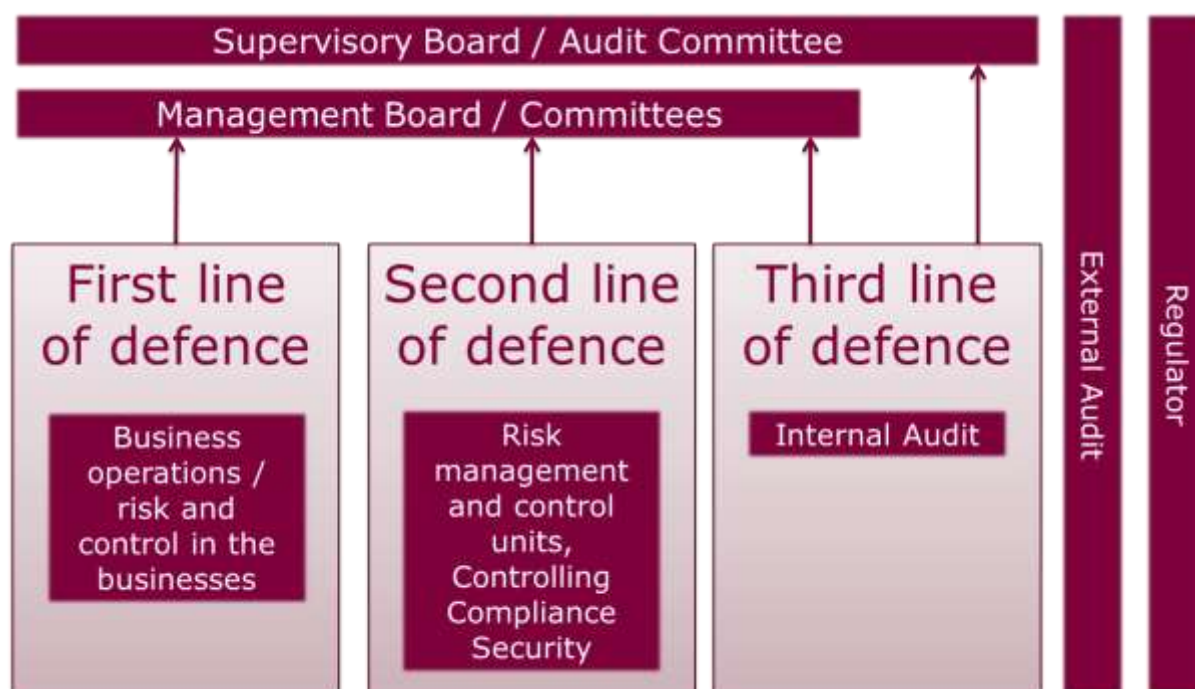 Supervisory Board / Audit Committee
Management Board / Committees
First line
of defence
Business
operations /
risk and
control in the
businesses
Second line
of defence
Risk
management
and control
units,
Controlling
Compliance
Security
Third line
of defence
Internal Audit
External Audit
Regulator